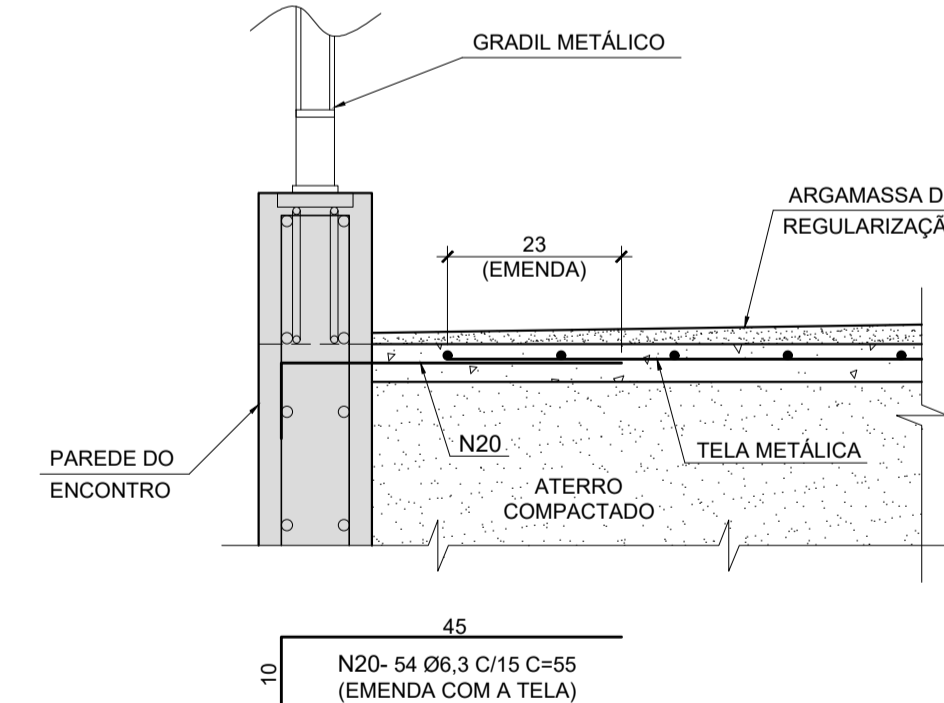 GRADIL METÁLICO
ARGAMASSA D
REGULARIZAÇÃ
23
(EMENDA)
N20
TELA METÁLICA
PAREDE DO
ENCONTRO
ATERRO
COMPACTADO
45
10
N20- 54 Ø6,3 C/15 C=55
(EMENDA COM A TELA)